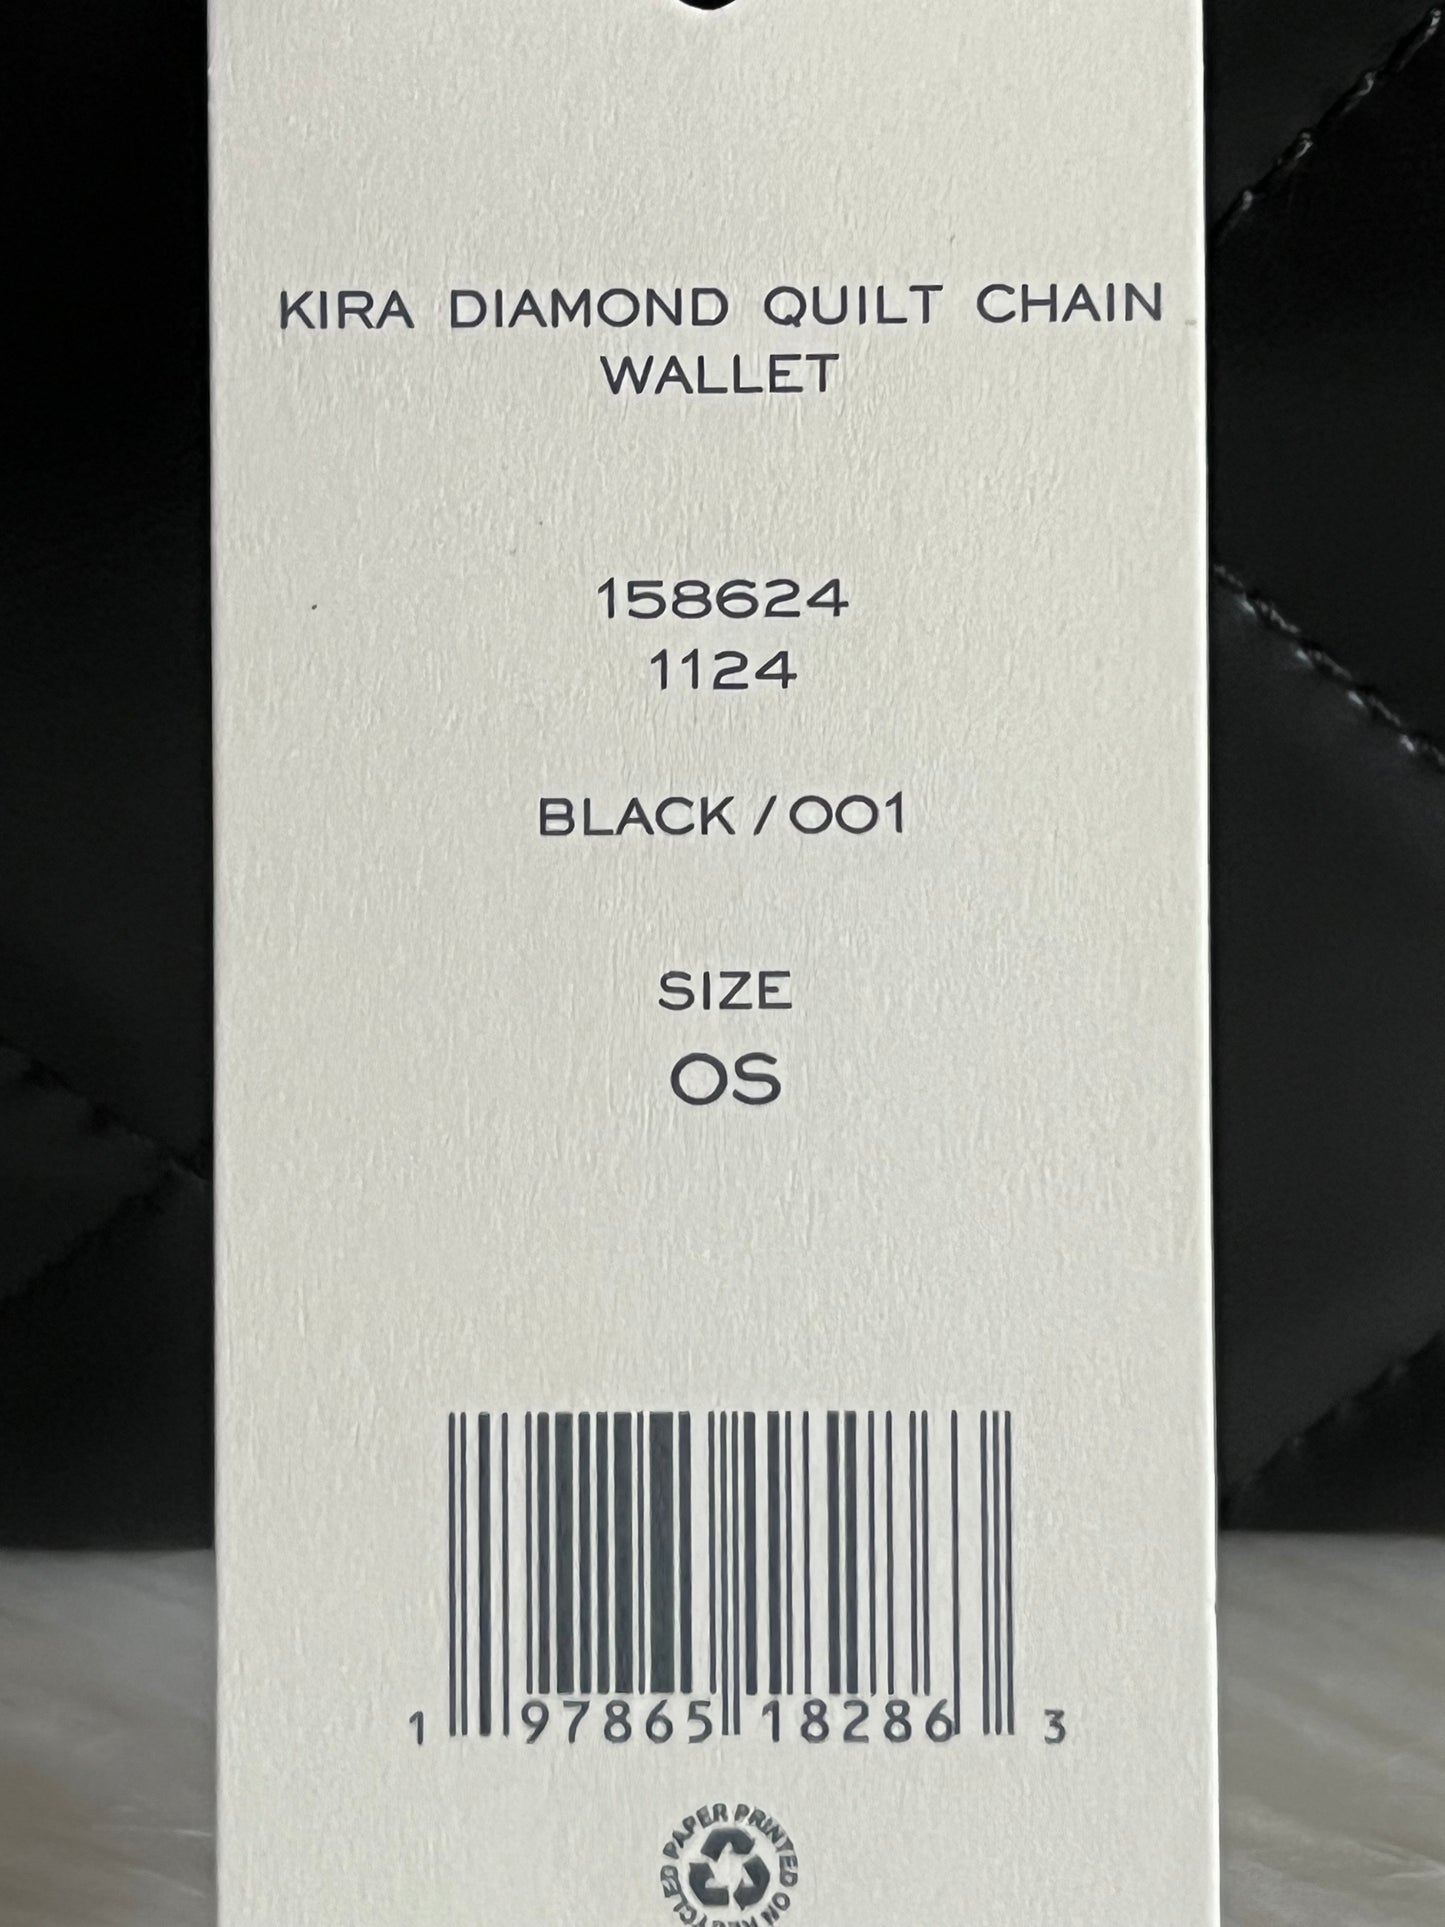 KIRA DIAMOND QUILT CHAIN
WALLET
158624
1124
BLACK / 001
SIZE
OS
1 97865 18286 3
PAPER PRINTED ON RECYCLED